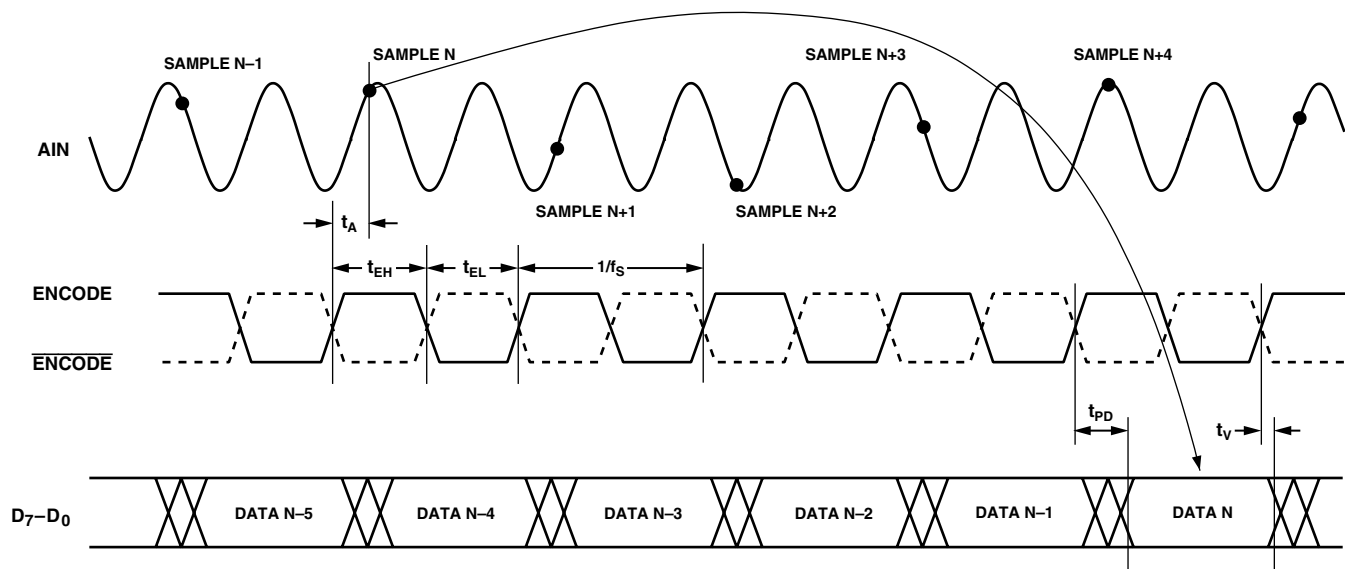 SAMPLE N–1
SAMPLE N
SAMPLE N+3
SAMPLE N+4
AIN
SAMPLE N+1
SAMPLE N+2
tA
tEH
tEL
1/fS
ENCODE
ENCODE
tPD
tV
D7–D0
DATA N–5
DATA N–4
DATA N–3
DATA N–2
DATA N–1
DATA N